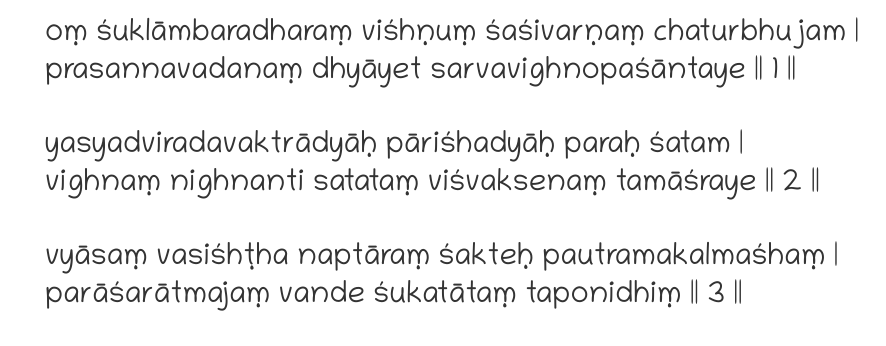 oṃ śuklāmbaradharaṃ viśhṇuṃ śaśivarṇaṃ chaturbhujam |
prasannavadanaṃ dhyāyet sarvavighnopaśāntaye ‖ 1 ‖
yasyadviradavaktrādyāḥ pāriśhadyāḥ paraḥ śatam |
vighnaṃ nighnanti satataṃ viśvaksenaṃ tamāśraye ‖ 2 ‖
vyāsaṃ vasiśhṭha naptāraṃ śakteḥ pautramakalmaśhaṃ |
parāśarātmajaṃ vande śukatātaṃ taponidhiṃ ‖ 3 ‖